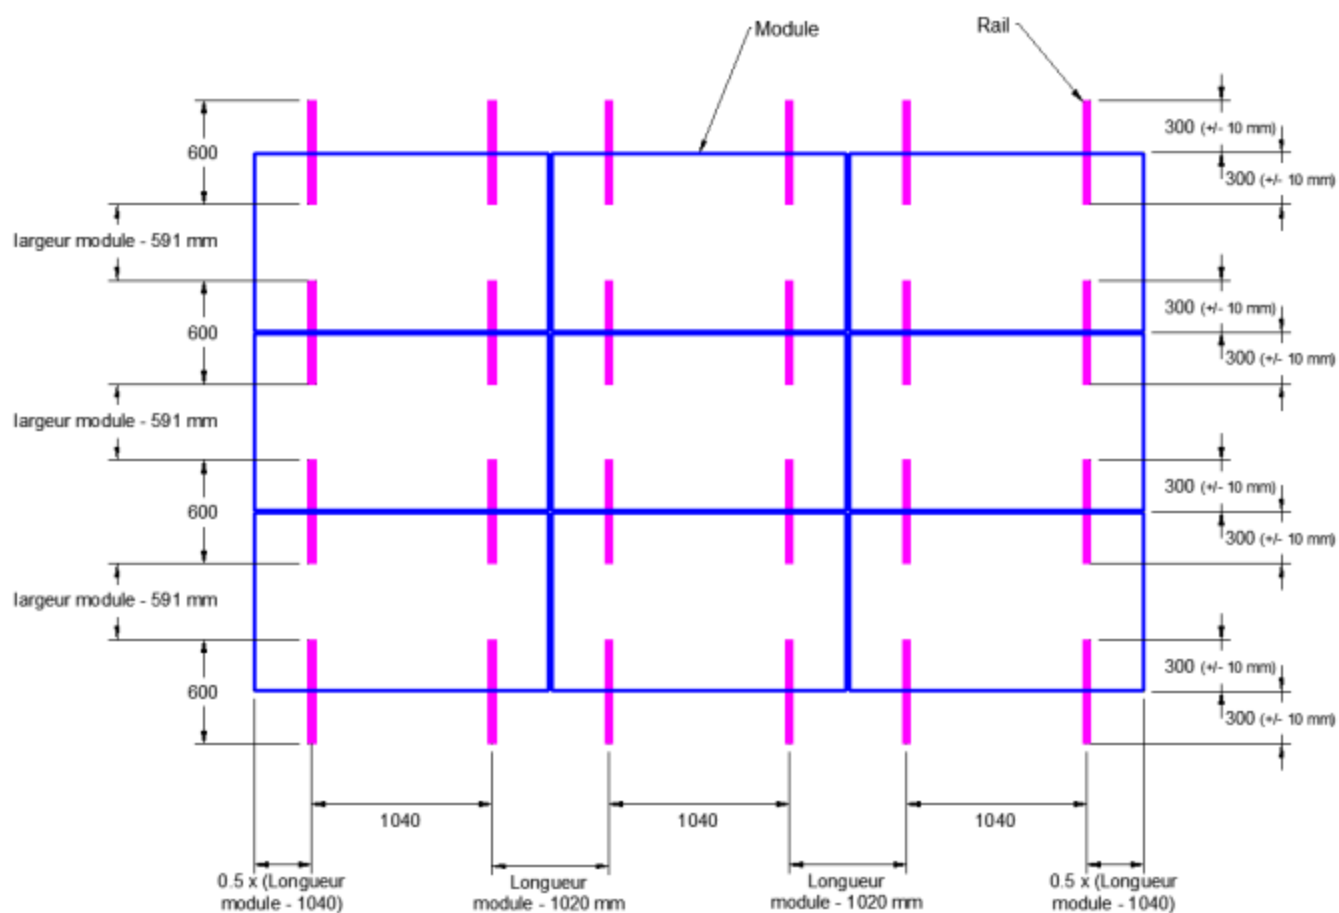 Module
Rail
600
300 (+/- 10 mm)
300 (+/- 10 mm)
largeur module - 591 mm
600
300 (+/- 10 mm)
300 (+/- 10 mm)
largeur module - 591 mm
600
300 (+/- 10 mm)
300 (+/- 10 mm)
largeur module - 591 mm
600
300 (+/- 10 mm)
300 (+/- 10 mm)
1040
1040
1040
0.5 x (Longueur
module - 1040)
Longueur
module - 1020 mm
Longueur
module - 1020 mm
0.5 x (Longueur
module - 1040)